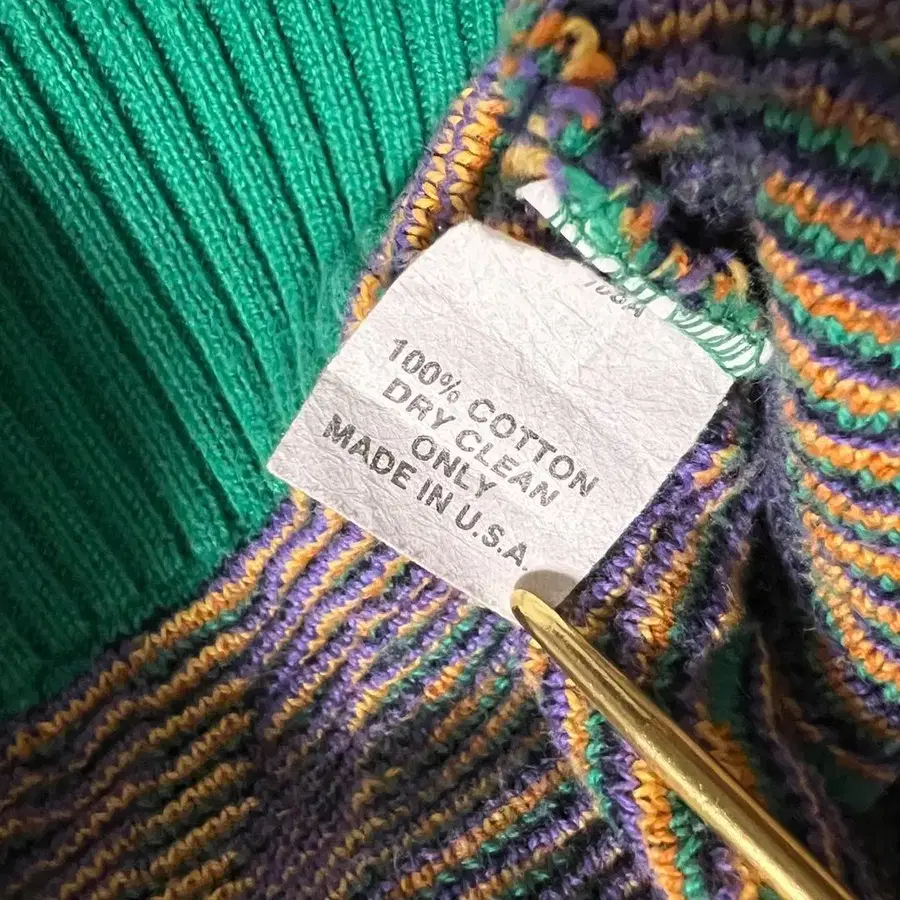 100% COTTON
DRY CLEAN
ONLY
MADE IN U.S.A.